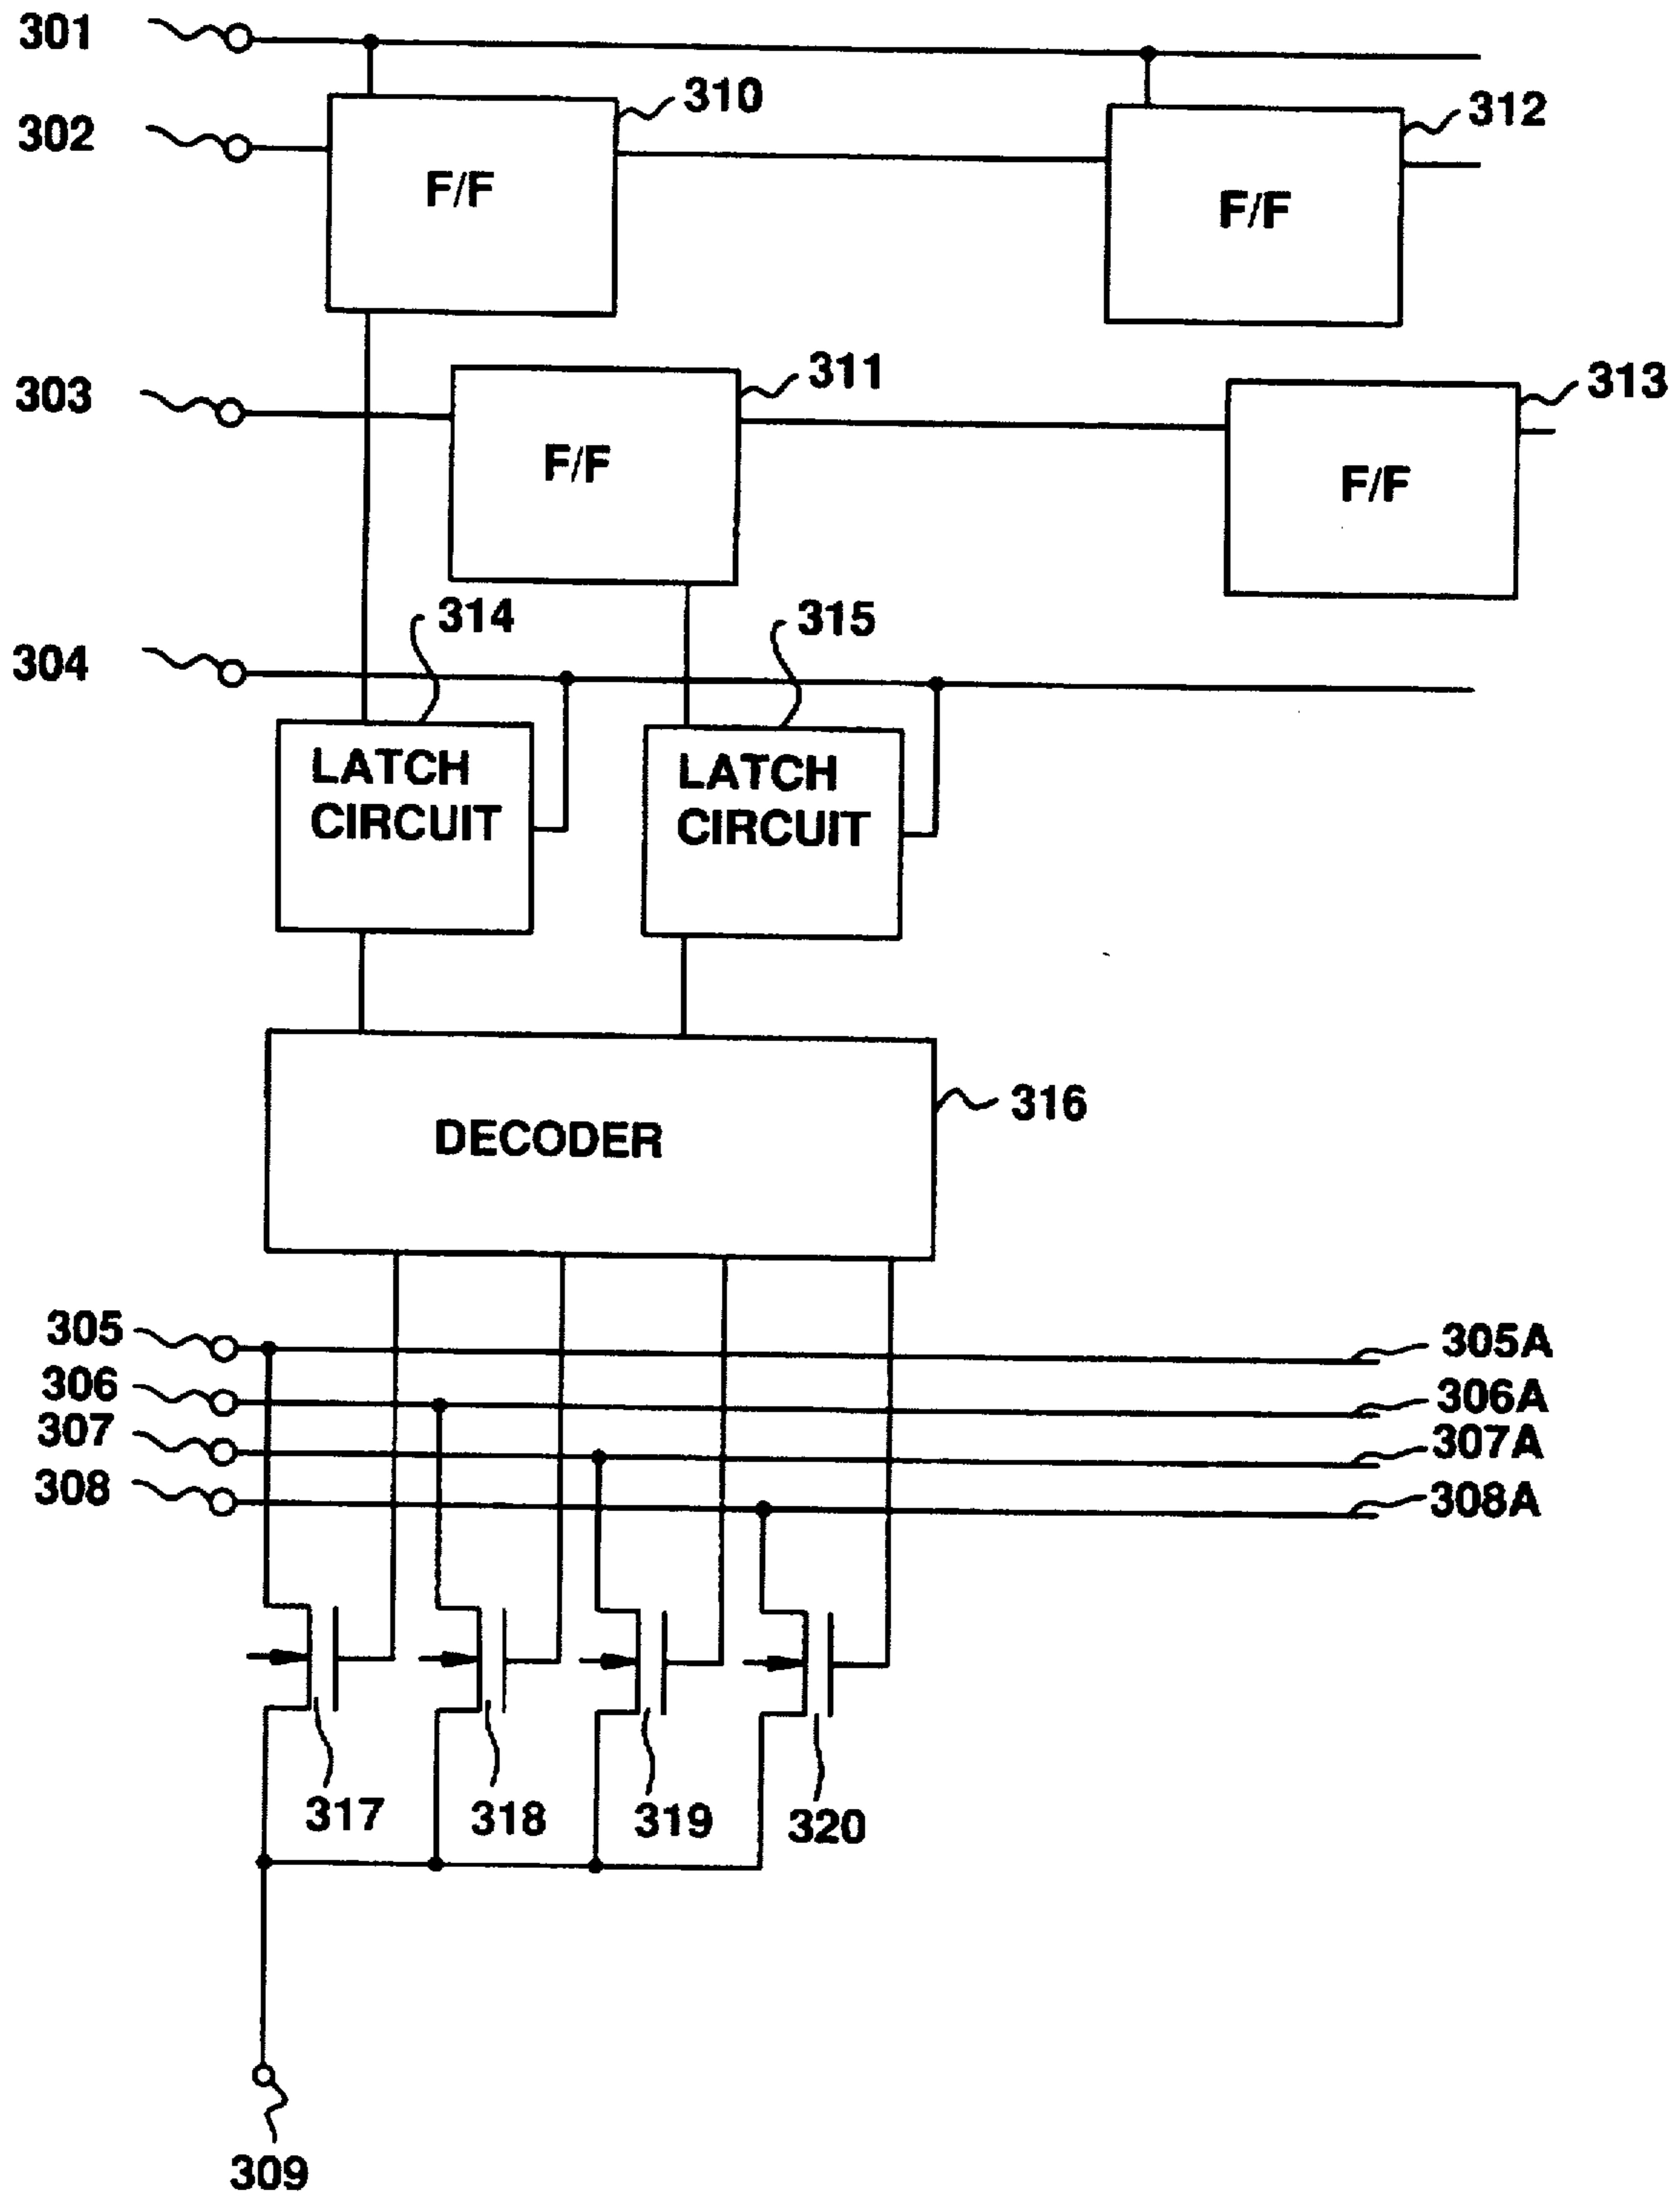 301
310
312
302
F/F
F/F
311
313
303
F/F
F/F
314
315
304
LATCH
CIRCUIT
LATCH
CIRCUIT
316
DECODER
305
305A
306
306A
307
307A
308
308A
317
318
319
320
309